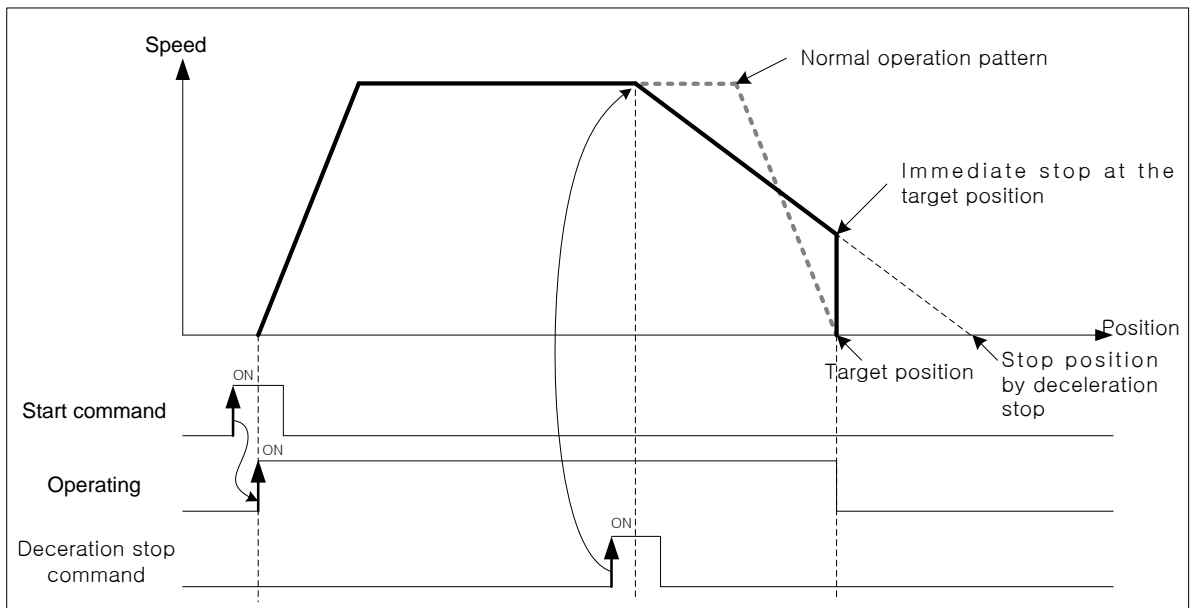 Speed
Normal operation pattern
Immediate stop at the
target position
Position
Target position
Stop position
by deceleration
stop
ON
Start command
ON
Operating
ON
Deceration stop
command